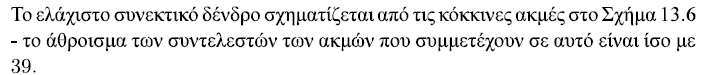 Το ελάχιστο συνεκτικό δένδρο σχηματίζεται από τις κόκκινες ακμές στο Σχήμα 13.6
- το άθροισμα των συντελεστών των ακμών που συμμετέχουν σε αυτό είναι ίσο με
39.